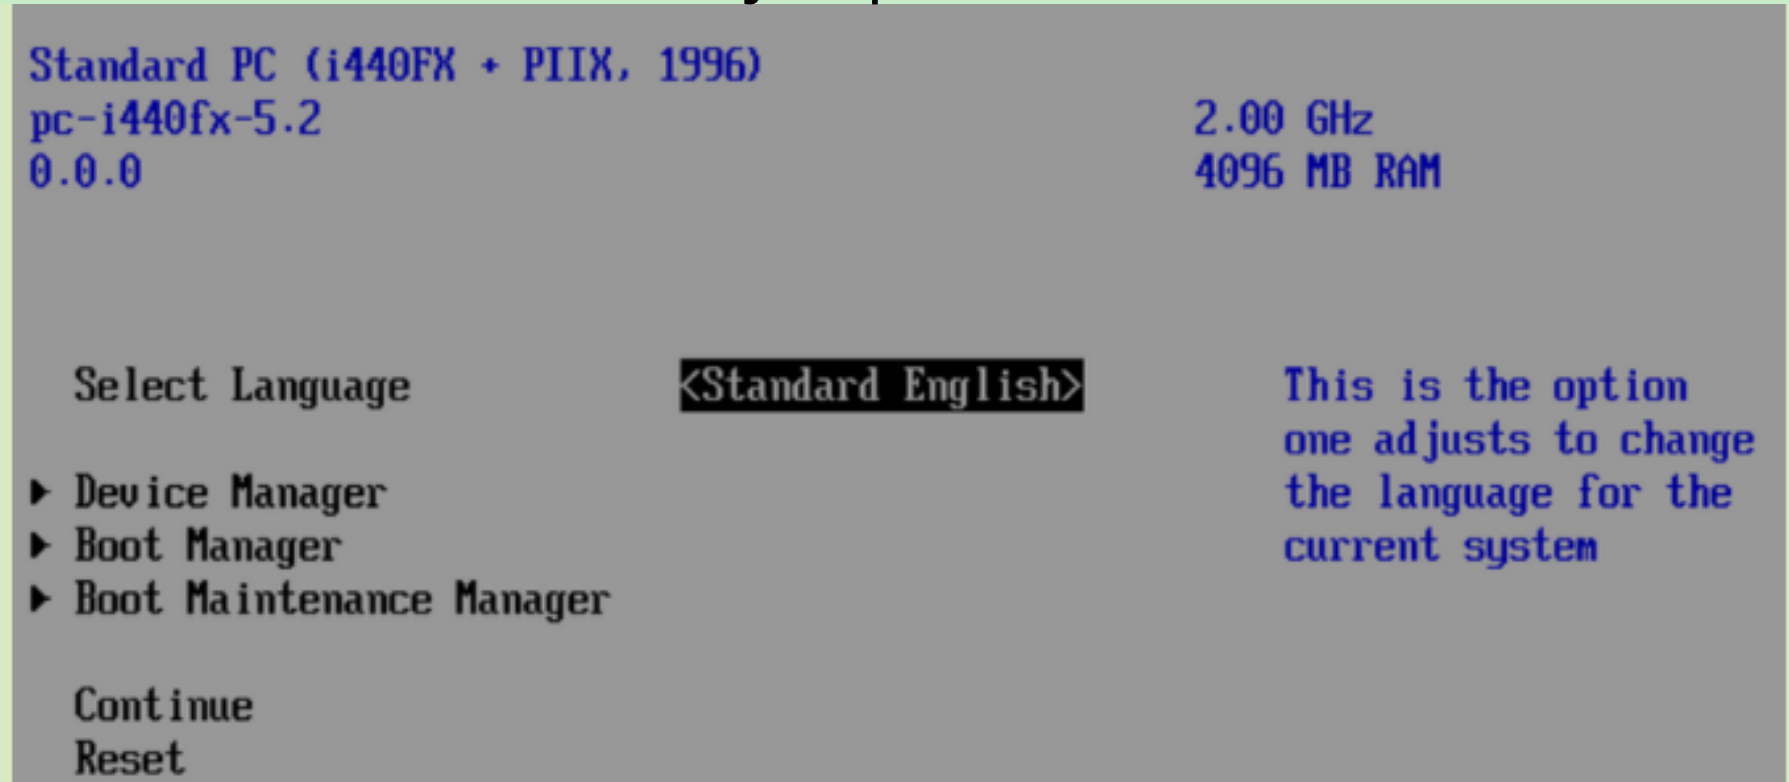 Standard PC (i440FX + PIIX, 1996)
pc-i440fx-5.2 2.00 GHz
0.0.0 4096 MB RAM
Select Language <Standard English> This is the option
one adjusts to change
▶ Device Manager the language for the
▶ Boot Manager current system
▶ Boot Maintenance Manager
Continue
Reset